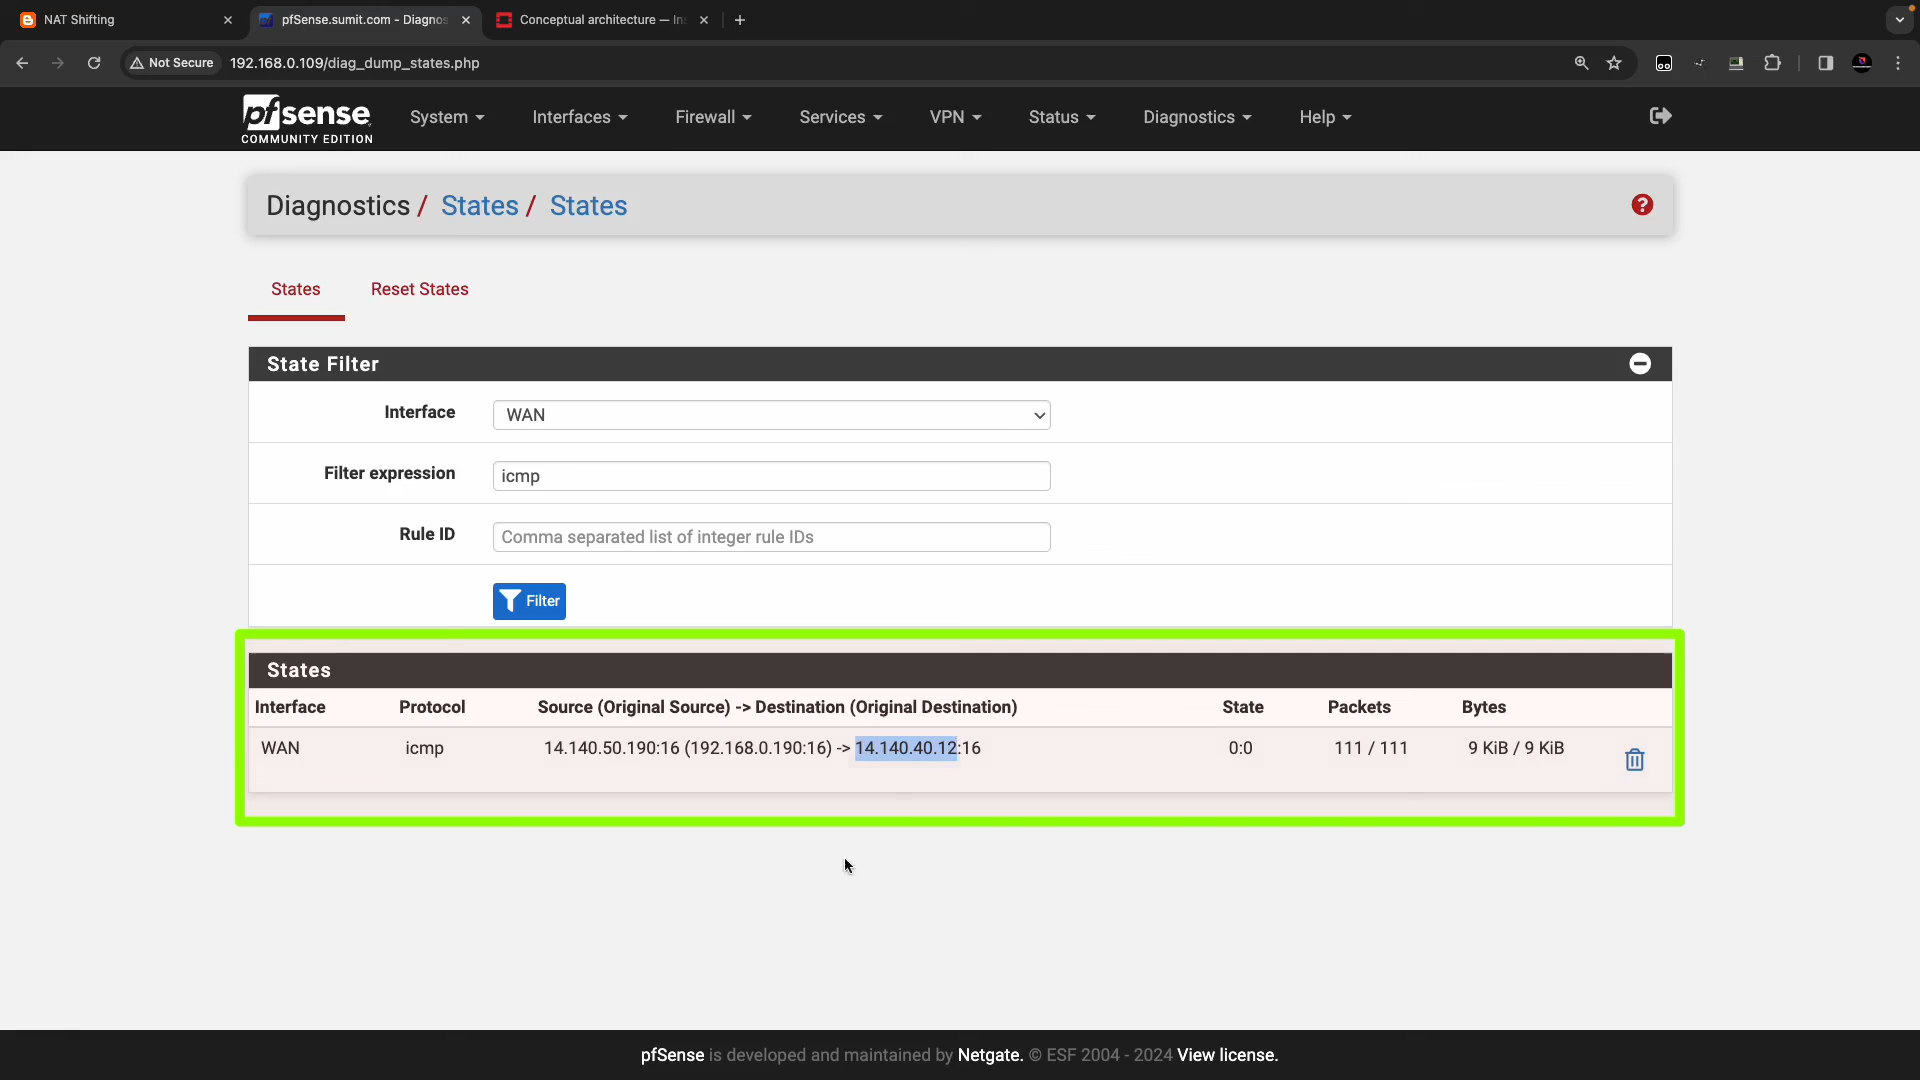 NAT Shifting
pfSense.sumit.com - Diagnos
Conceptual architecture — In
Not Secure
192.168.0.109/diag_dump_states.php
pfsense
COMMUNITY EDITION
System
Interfaces
Firewall
Services
VPN
Status
Diagnostics
Help
Diagnostics / States / States
States
Reset States
State Filter
Interface
WAN
Filter expression
icmp
Rule ID
Comma separated list of integer rule IDs
Filter
States
Interface Protocol Source (Original Source) -> Destination (Original Destination) State Packets Bytes
WAN icmp 14.140.50.190:16 (192.168.0.190:16) -> 14.140.40.12:16 0:0 111 / 111 9 KiB / 9 KiB
pfSense is developed and maintained by Netgate. © ESF 2004 - 2024 View license.